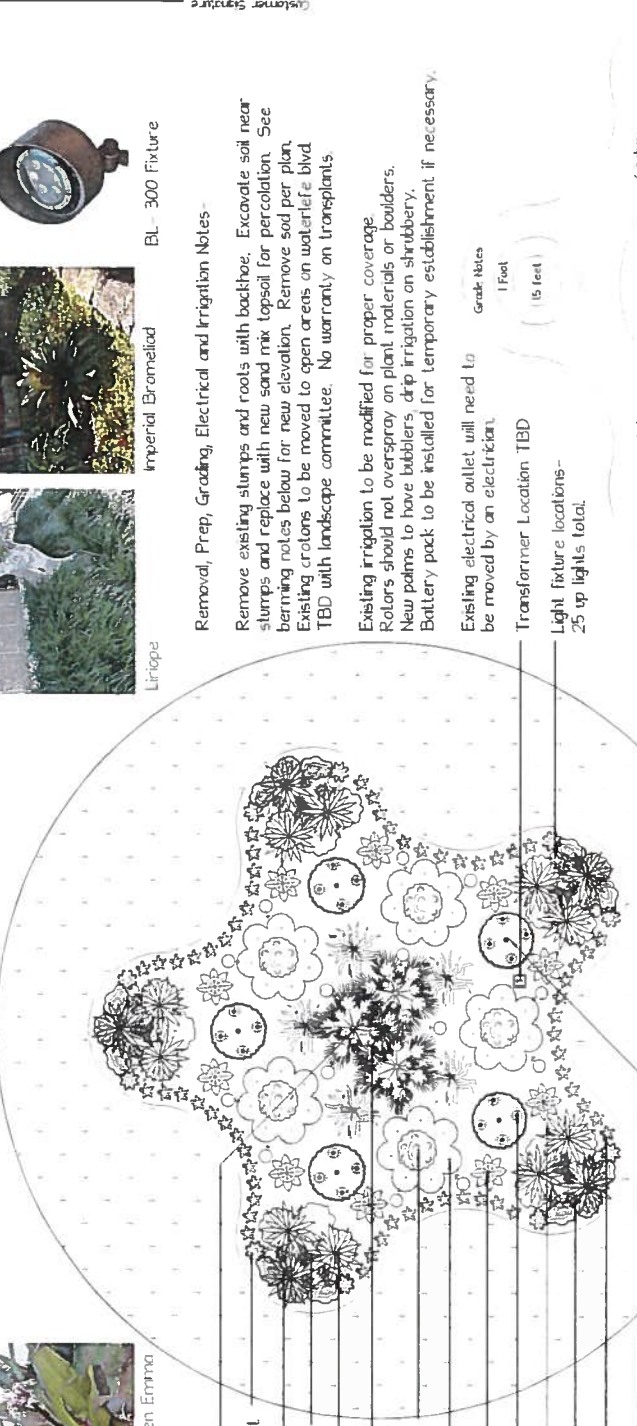 Customer Signature
BL- 300 Fixture
Imperial Bromeliad
Liriope
en Emma
Removal, Prep, Grading, Electrical and Irrigation Notes-
Remove existing stumps and roots with backhoe. Excavate soil near
stumps and replace with new sand mix topsoil for percolation. See
berming notes below for new elevation. Remove sod per plan.
Existing crotons to be moved to open areas on waterlefe blvd
TBD with landscape committee. No warranty on transplants.
Existing irrigation to be modified for proper coverage.
Rotors should not overspray on plant materials or boulders.
New palms to have bubblers, drip irrigation on shrubbery.
Battery pack to be installed for temporary establishment if necessary.
Existing electrical outlet will need to
be moved by an electrician.
Grade Notes
1 Foot
1.5 feet
Transformer Location TBD
Light fixture locations-
25 up lights total.